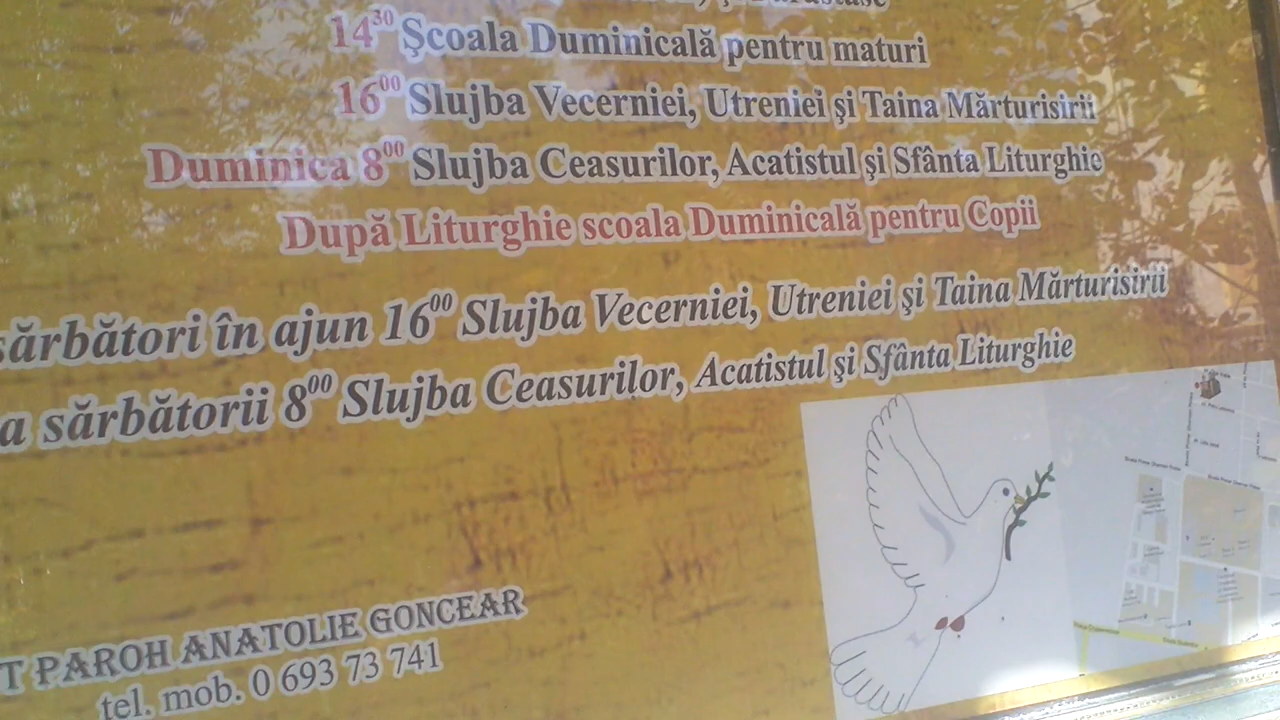 14³⁰ Şcoala Duminicală pentru maturi
16⁰⁰ Slujba Vecerniei, Utreniei şi Taina Mărturisirii
Duminica 8⁰⁰ Slujba Ceasurilor, Acatistul şi Sfânta Liturghie
După Liturghie scoala Duminicală pentru Copii
sărbători în ajun 16⁰⁰ Slujba Vecerniei, Utreniei şi Taina Mărturisirii
a sărbătorii 8⁰⁰ Slujba Ceasurilor, Acatistul şi Sfânta Liturghie
T PAROH ANATOLIE GONCEAR
tel. mob. 0 693 73 741